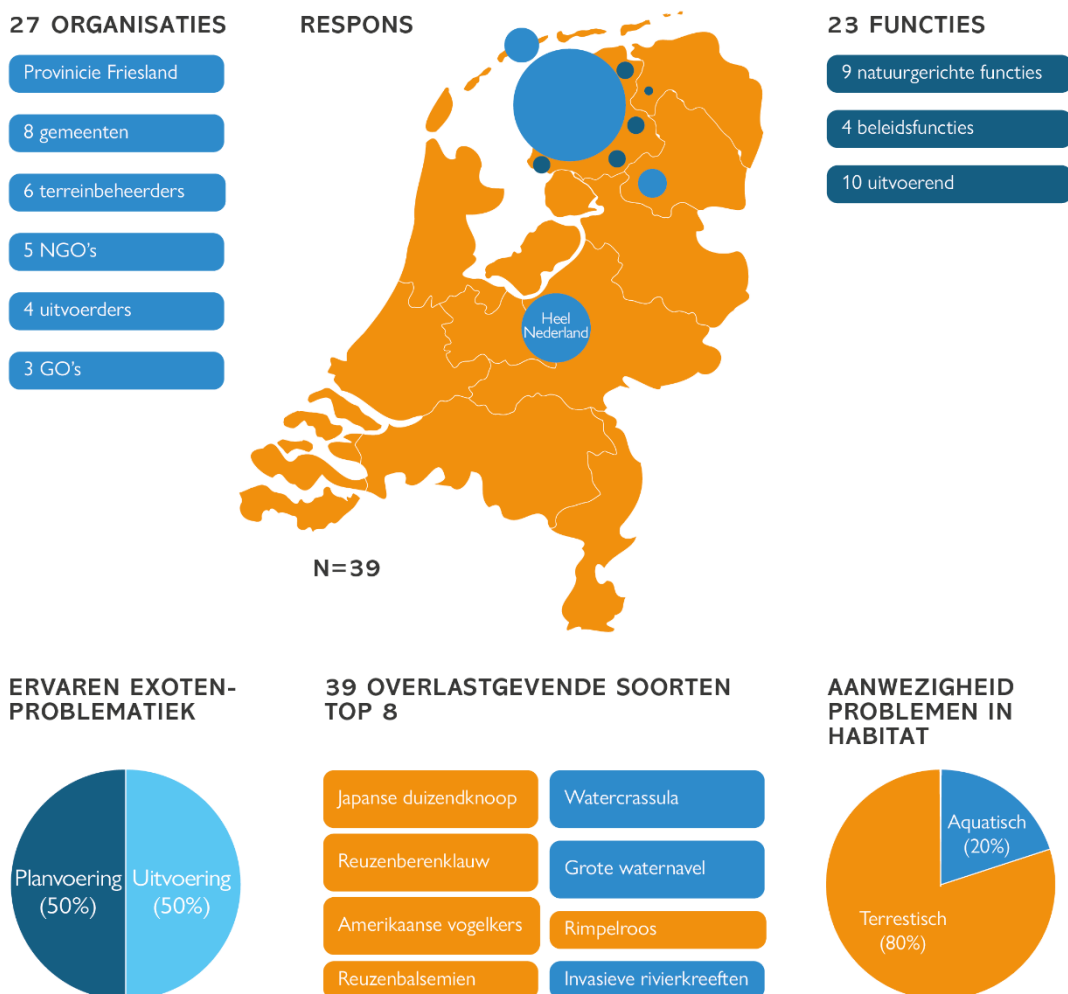 27 ORGANISATIES
Provinicie Friesland
8 gemeenten
6 terreinbeheerders
5 NGO's
4 uitvoerders
3 GO's
RESPONS
Heel
Nederland
N=39
23 FUNCTIES
9 natuurgerichte functies
4 beleidsfuncties
10 uitvoerend
ERVAREN EXOTEN-
PROBLEMATIEK
Planvoering
(50%)
Uitvoering
(50%)
39 OVERLASTGEVENDE SOORTEN
TOP 8
Japanse duizendknoop
Reuzenberenklauw
Amerikaanse vogelkers
Reuzenbalsemien
Watercrassula
Grote waternavel
Rimpelroos
Invasieve rivierkreeften
AANWEZIGHEID
PROBLEMEN IN
HABITAT
Aquatisch
(20%)
Terrestisch
(80%)